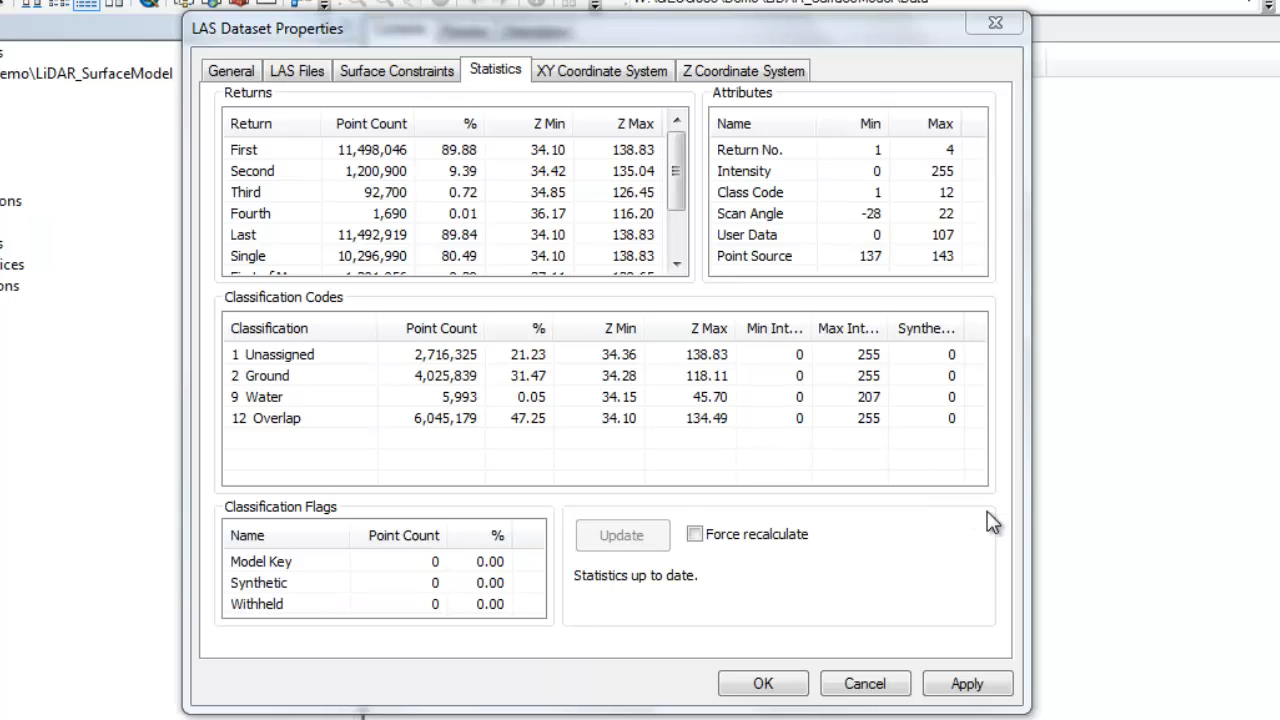 LAS Dataset Properties
s
emo\LiDAR_SurfaceModel
ons
s
ices
ons
General LAS Files Surface Constraints Statistics XY Coordinate System Z Coordinate System
Returns
Return Point Count % Z Min Z Max
First 11,498,046 89.88 34.10 138.83
Second 1,200,900 9.39 34.42 135.04
Third 92,700 0.72 34.85 126.45
Fourth 1,690 0.01 36.17 116.20
Last 11,492,919 89.84 34.10 138.83
Single 10,296,990 80.49 34.10 138.83
Attributes
Name Min Max
Return No. 1 4
Intensity 0 255
Class Code 1 12
Scan Angle -28 22
User Data 0 107
Point Source 137 143
Classification Codes
Classification Point Count % Z Min Z Max Min Int... Max Int... Synthe...
1 Unassigned 2,716,325 21.23 34.36 138.83 0 255 0
2 Ground 4,025,839 31.47 34.28 118.11 0 255 0
9 Water 5,993 0.05 34.15 45.70 0 207 0
12 Overlap 6,045,179 47.25 34.10 134.49 0 255 0
Classification Flags
Name Point Count %
Model Key 0 0.00
Synthetic 0 0.00
Withheld 0 0.00
Update Force recalculate
Statistics up to date.
OK Cancel Apply